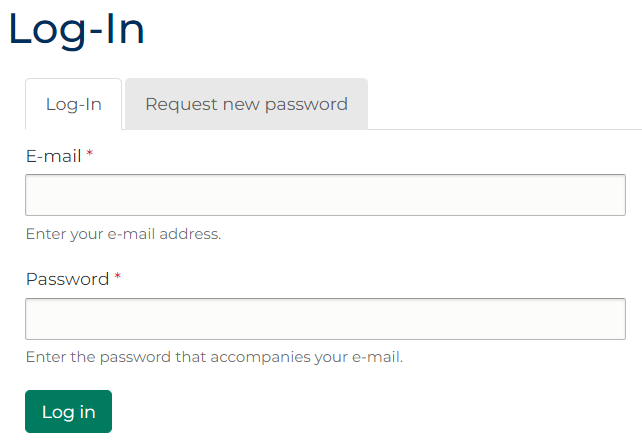 Log-In
Log-In Request new password
E-mail *
Enter your e-mail address.
Password *
Enter the password that accompanies your e-mail.
Log in